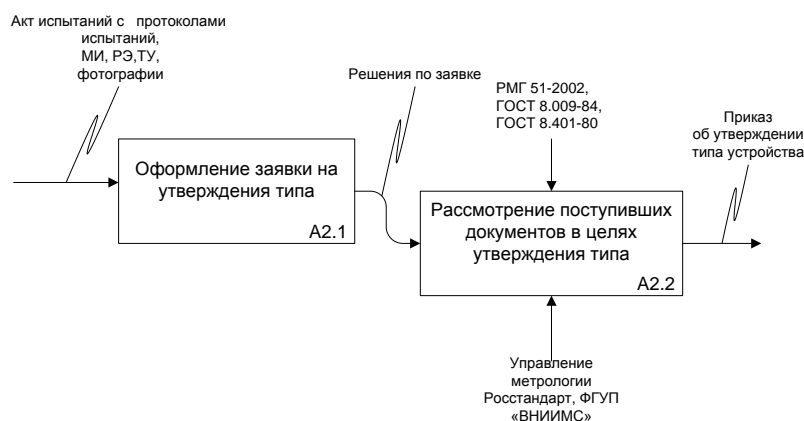 Акт испытаний с протоколами
испытаний,
МИ, РЭ,ТУ,
фотографии
Решения по заявке
РМГ 51-2002,
ГОСТ 8.009-84,
ГОСТ 8.401-80
Приказ
об утверждении
типа устройства
Оформление заявки на
утверждения типа
А2.1
Рассмотрение поступивших
документов в целях
утверждения типа
А2.2
Управление
метрологии
Росстандарт, ФГУП
«ВНИИМС»